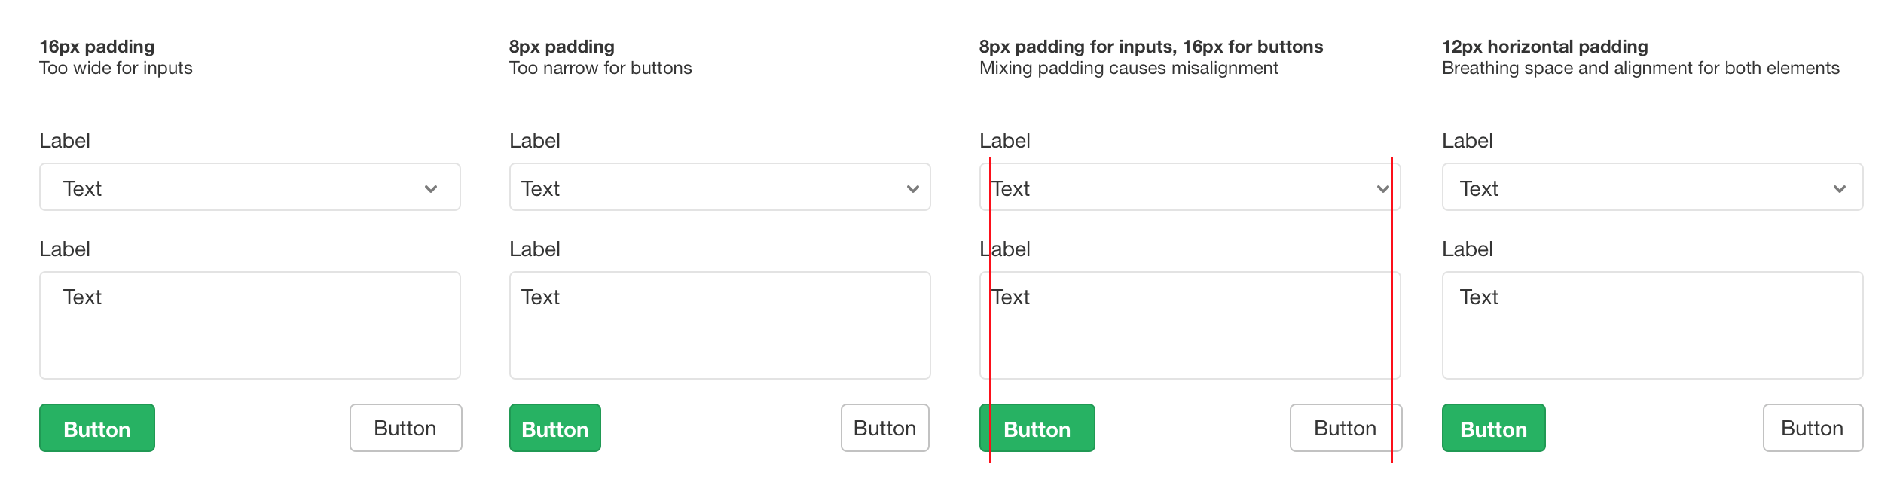 16px padding
Too wide for inputs
Label
Text
Label
Text
Button
Button
8px padding
Too narrow for buttons
Label
Text
Label
Text
Button
Button
8px padding for inputs, 16px for buttons
Mixing padding causes misalignment
Label
Text
Label
Text
Button
Button
12px horizontal padding
Breathing space and alignment for both elements
Label
Text
Label
Text
Button
Button